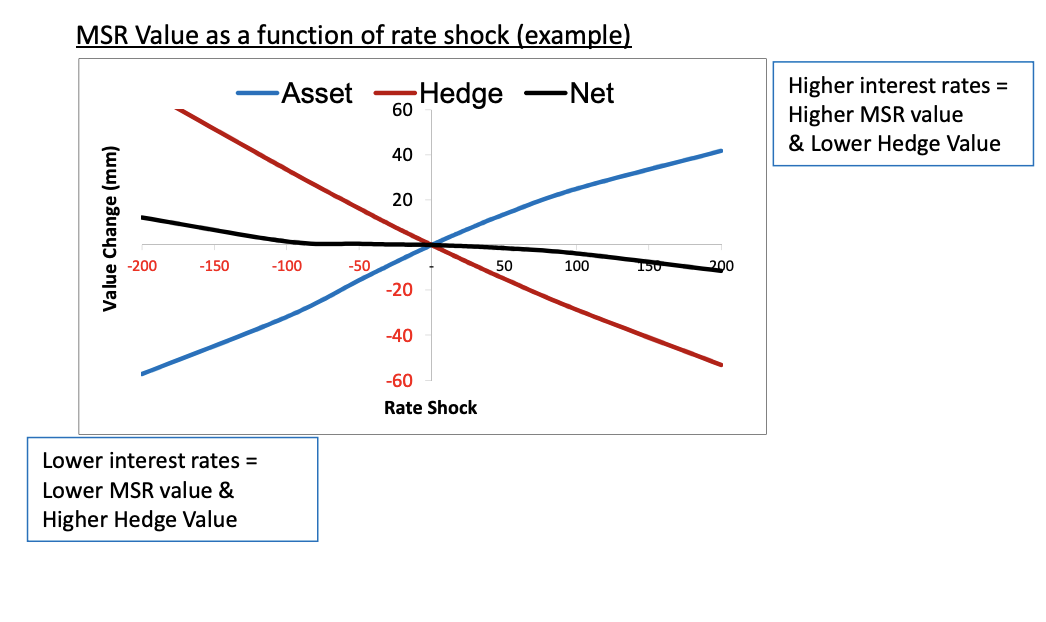 MSR Value as a function of rate shock (example)
Asset Hedge Net
Higher interest rates =
Higher MSR value
& Lower Hedge Value
60
40
20
-200 -150 -100 -50 - 50 100 150 200
-20
-40
-60
Value Change (mm)
Rate Shock
Lower interest rates =
Lower MSR value &
Higher Hedge Value